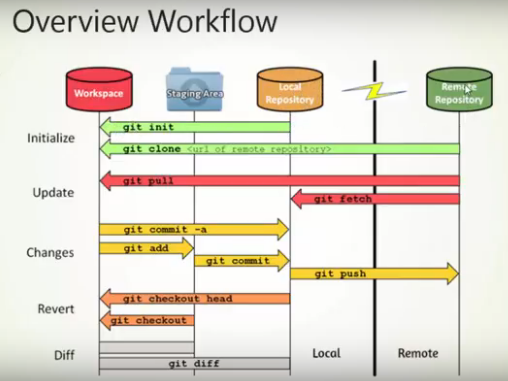 Overview Workflow
Workspace
Staging Area
Local
Repository
Remote
Repository
Initialize
git init
git clone <url of remote repository>
Update
git pull
git fetch
Changes
git commit -a
git add
git commit
git push
Revert
git checkout head
git checkout
Diff
git diff
Local
Remote